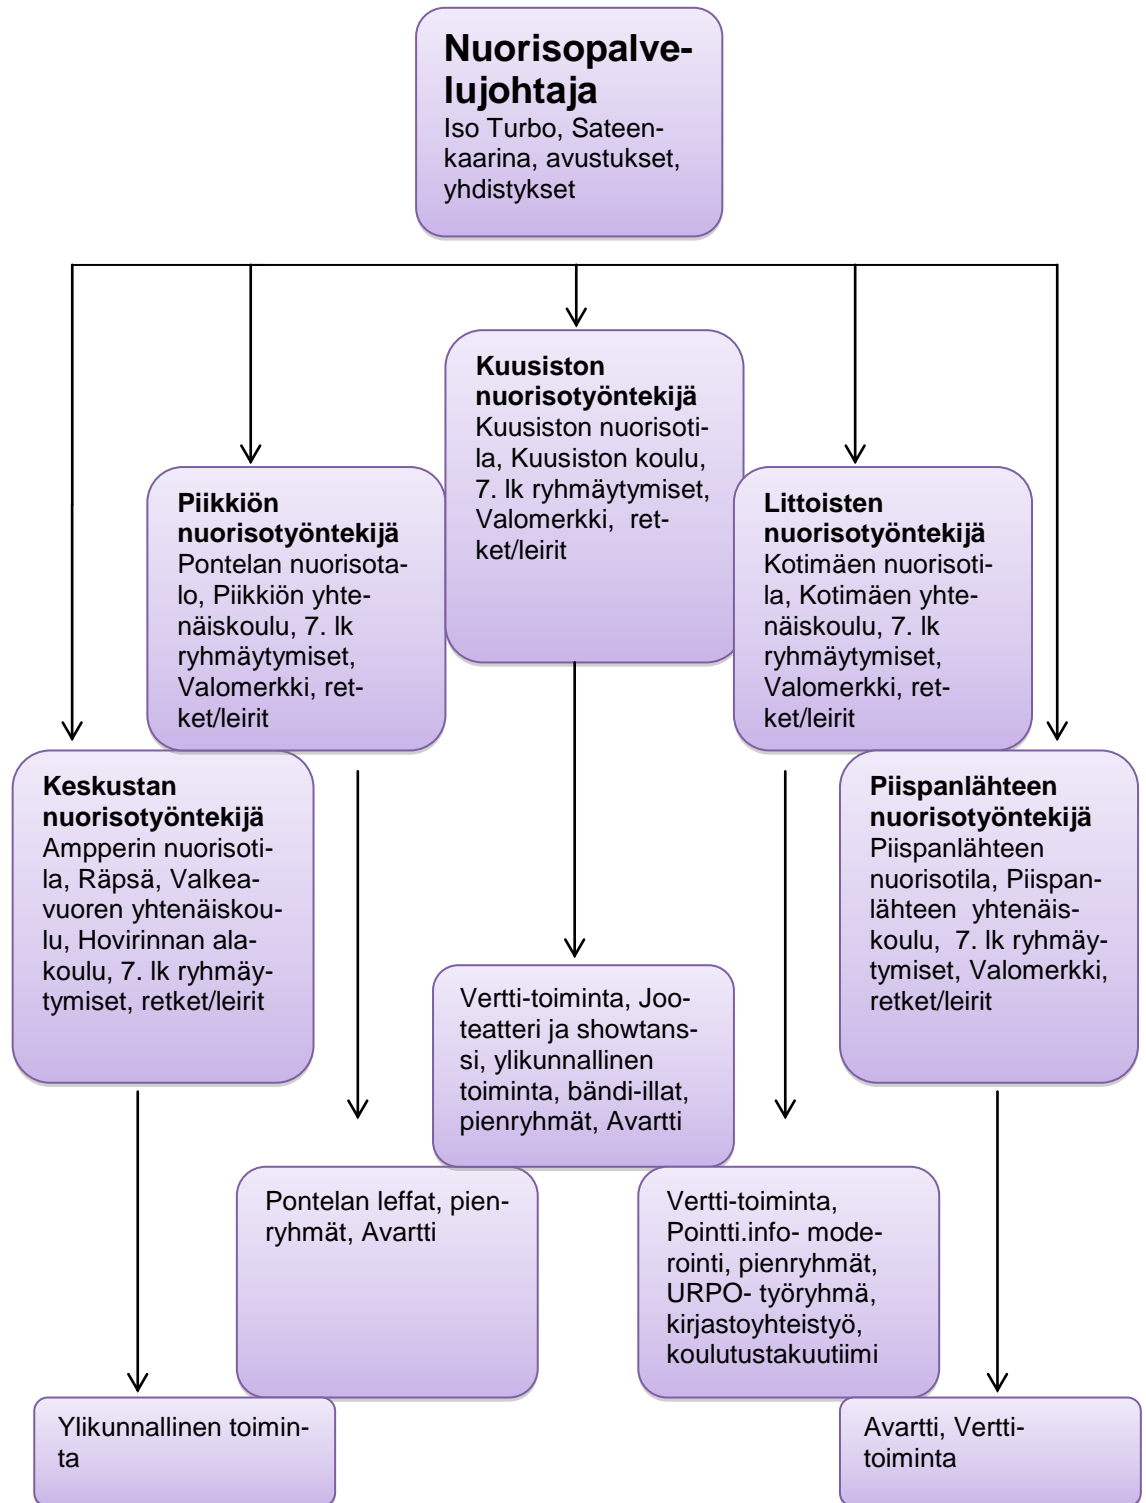 Nuorisopalve-
lujohtaja
Iso Turbo, Sateen-
kaarina, avustukset,
yhdistykset
Kuusiston
nuorisotyöntekijä
Kuusiston nuorisoti-
la, Kuusiston koulu,
7. lk ryhmäytymiset,
Valomerkki, ret-
ket/leirit
Piikkiön
nuorisotyöntekijä
Pontelan nuorisota-
lo, Piikkiön yhte-
näiskoulu, 7. lk
ryhmäytymiset,
Valomerkki, ret-
ket/leirit
Littoisten
nuorisotyöntekijä
Kotimäen nuorisoti-
la, Kotimäen yhte-
näiskoulu, 7. lk
ryhmäytymiset,
Valomerkki, ret-
ket/leirit
Keskustan
nuorisotyöntekijä
Ampperin nuorisoti-
la, Räpsä, Valkea-
vuoren yhtenäiskou-
lu, Hovirinnan ala-
koulu, 7. lk ryhmäy-
tymiset, retket/leirit
Piispanlähteen
nuorisotyöntekijä
Piispanlähteen
nuorisotila, Piispan-
lähteen yhtenäis-
koulu, 7. lk ryhmäy-
tymiset, Valomerkki,
retket/leirit
Vertti-toiminta, Joo-
teatteri ja showtans-
si, ylikunnallinen
toiminta, bändi-illat,
pienryhmät, Avartti
Pontelan leffat, pien-
ryhmät, Avartti
Vertti-toiminta,
Pointti.info- mode-
rointi, pienryhmät,
URPO- työryhmä,
kirjastoyhteistyö,
koulutustakuutiimi
Ylikunnallinen toimin-
ta
Avartti, Vertti-
toiminta